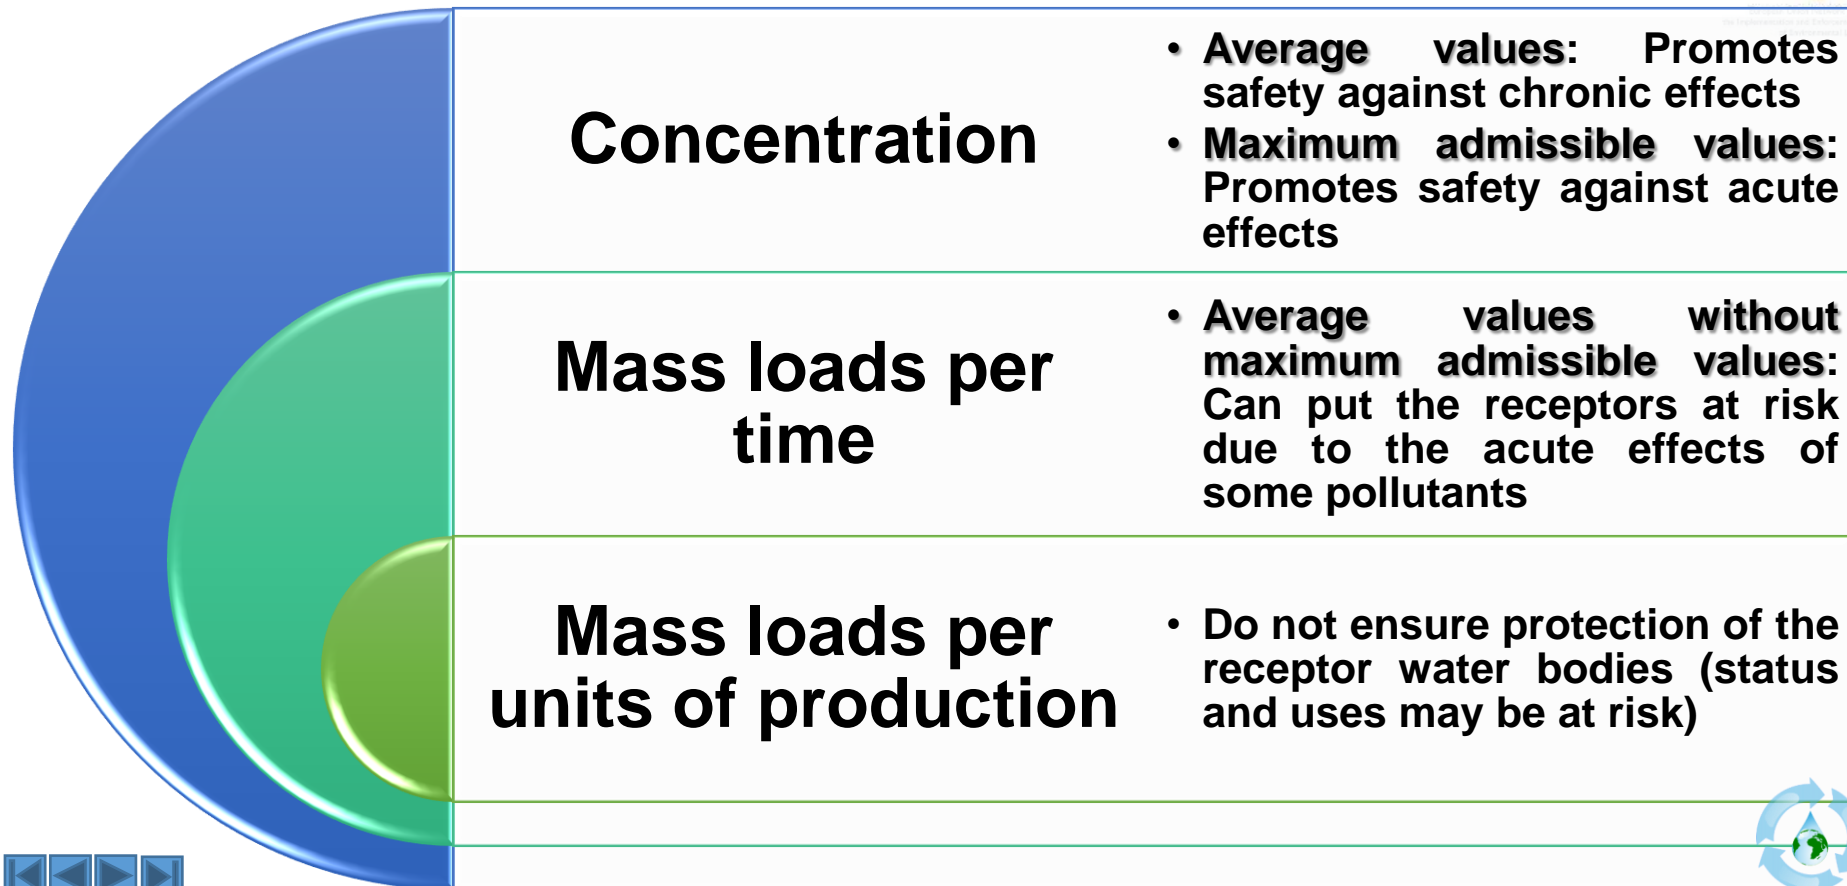 Concentration
• Average values: Promotes
safety against chronic effects
• Maximum admissible values:
Promotes safety against acute
effects
Mass loads per
time
• Average values without
maximum admissible values:
Can put the receptors at risk
due to the acute effects of
some pollutants
Mass loads per
units of production
• Do not ensure protection of the
receptor water bodies (status
and uses may be at risk)